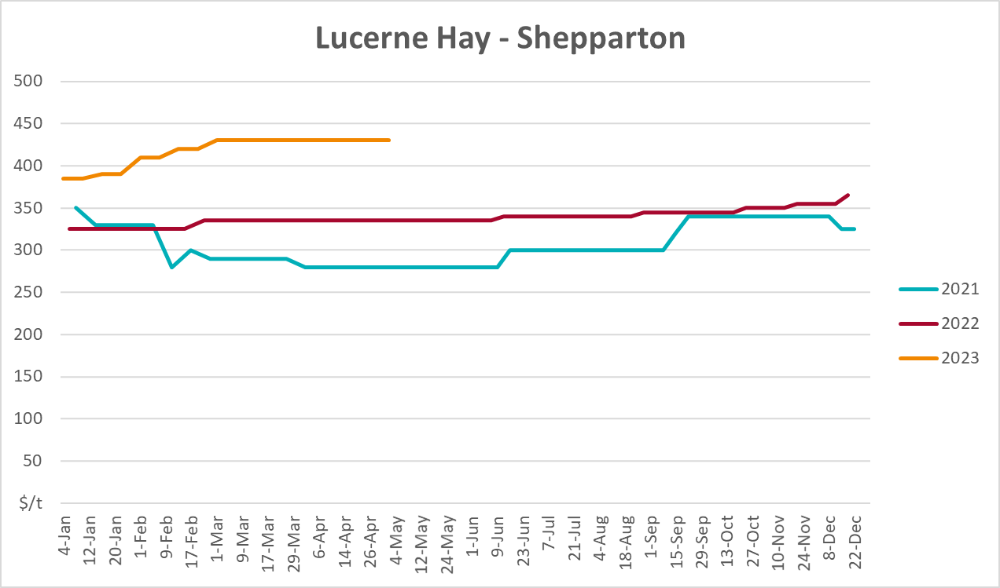 Lucerne Hay - Shepparton
500
450
400
350
300
250
200
150
100
50
$/t
4-Jan
12-Jan
20-Jan
1-Feb
9-Feb
17-Feb
1-Mar
9-Mar
17-Mar
29-Mar
6-Apr
14-Apr
26-Apr
4-May
12-May
24-May
1-Jun
9-Jun
23-Jun
7-Jul
21-Jul
4-Aug
18-Aug
1-Sep
15-Sep
29-Sep
13-Oct
27-Oct
10-Nov
24-Nov
8-Dec
22-Dec
2021
2022
2023